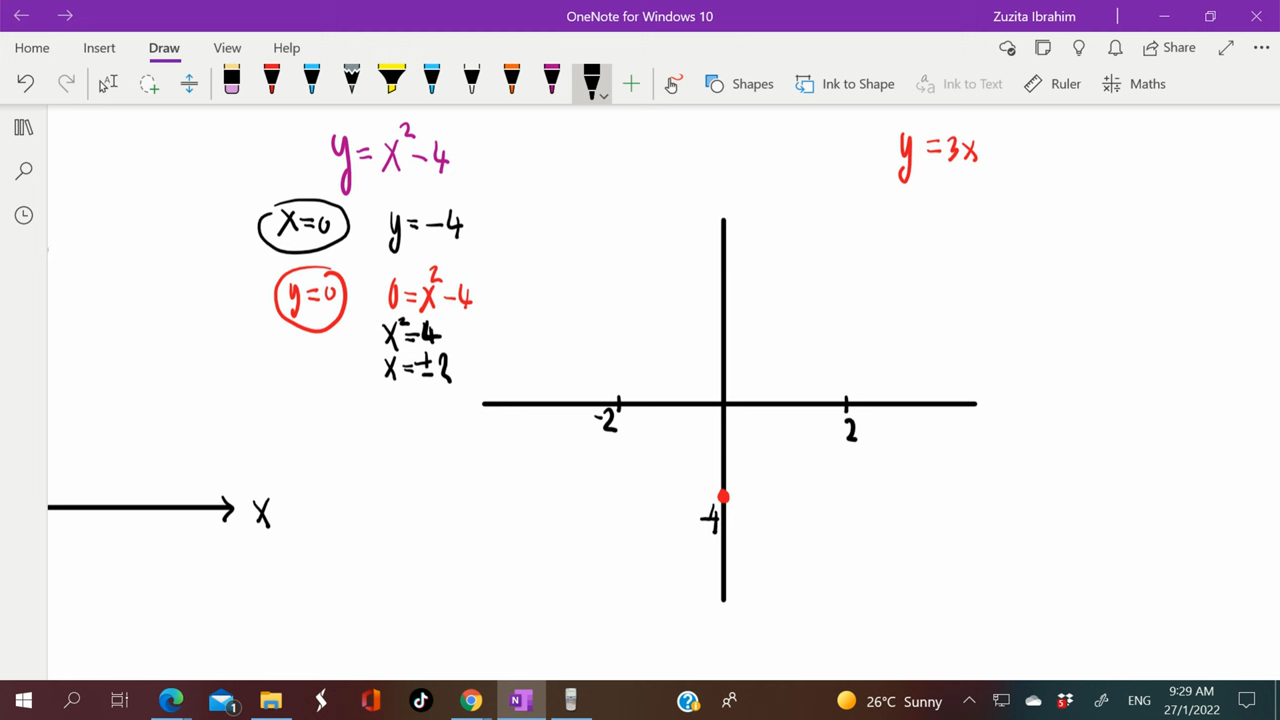 OneNote for Windows 10
Zuzita Ibrahim
Home Insert Draw View Help
Share
Shapes Ink to Shape Ink to Text Ruler Maths
y = x² - 4
y = 3x
x = 0 y = -4
y = 0 0 = x² - 4
x² = 4
x = ±2
-2 2
-4
x
1
26°C Sunny
5
ENG
9:29 AM
27/1/2022